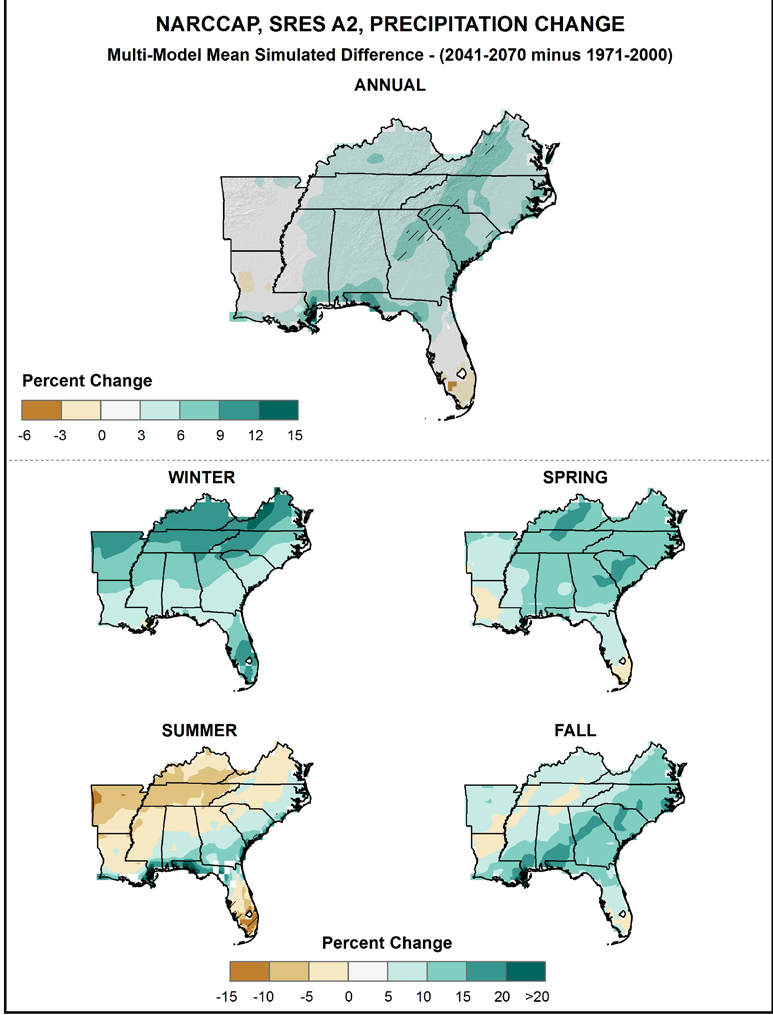 NARCCAP, SRES A2, PRECIPITATION CHANGE
Multi-Model Mean Simulated Difference - (2041-2070 minus 1971-2000)
ANNUAL
Percent Change
-6 -3 0 3 6 9 12 15
WINTER SPRING
SUMMER FALL
Percent Change
-15 -10 -5 0 5 10 15 20 >20